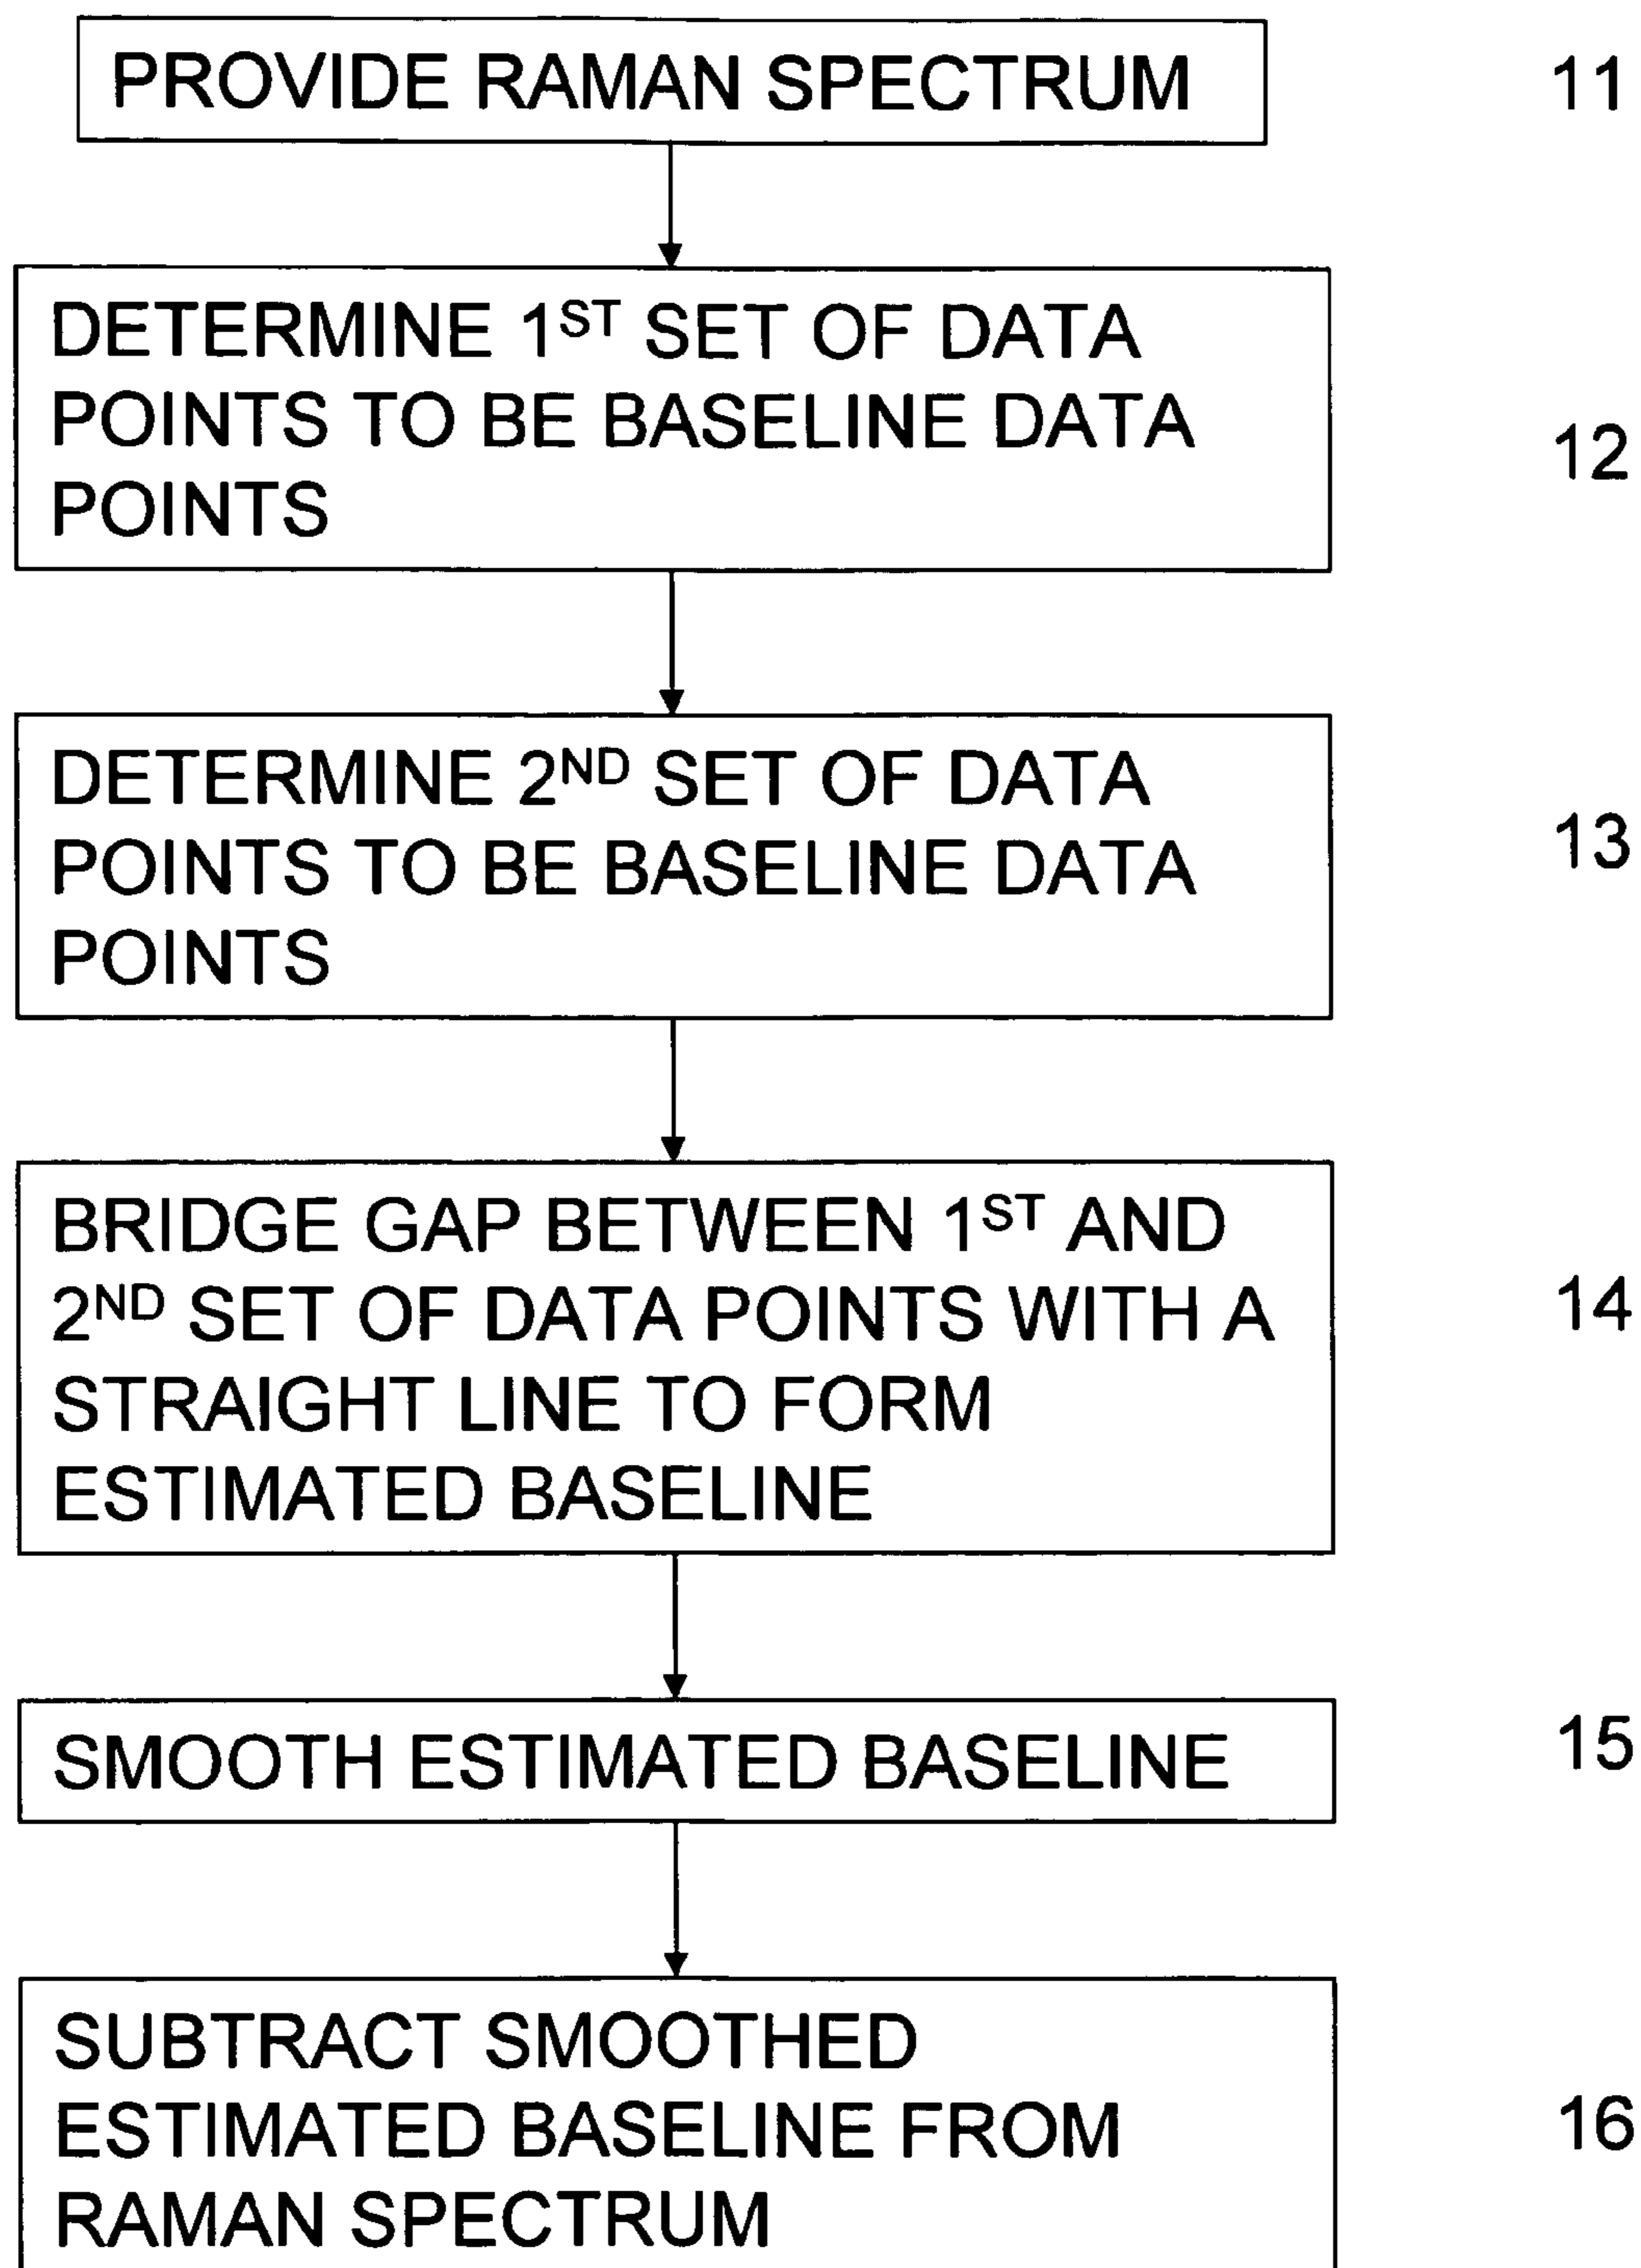 PROVIDE RAMAN SPECTRUM
11
DETERMINE 1ST SET OF DATA
POINTS TO BE BASELINE DATA
POINTS
12
DETERMINE 2ND SET OF DATA
POINTS TO BE BASELINE DATA
POINTS
13
BRIDGE GAP BETWEEN 1ST AND
2ND SET OF DATA POINTS WITH A
STRAIGHT LINE TO FORM
ESTIMATED BASELINE
14
SMOOTH ESTIMATED BASELINE
15
SUBTRACT SMOOTHED
ESTIMATED BASELINE FROM
RAMAN SPECTRUM
16